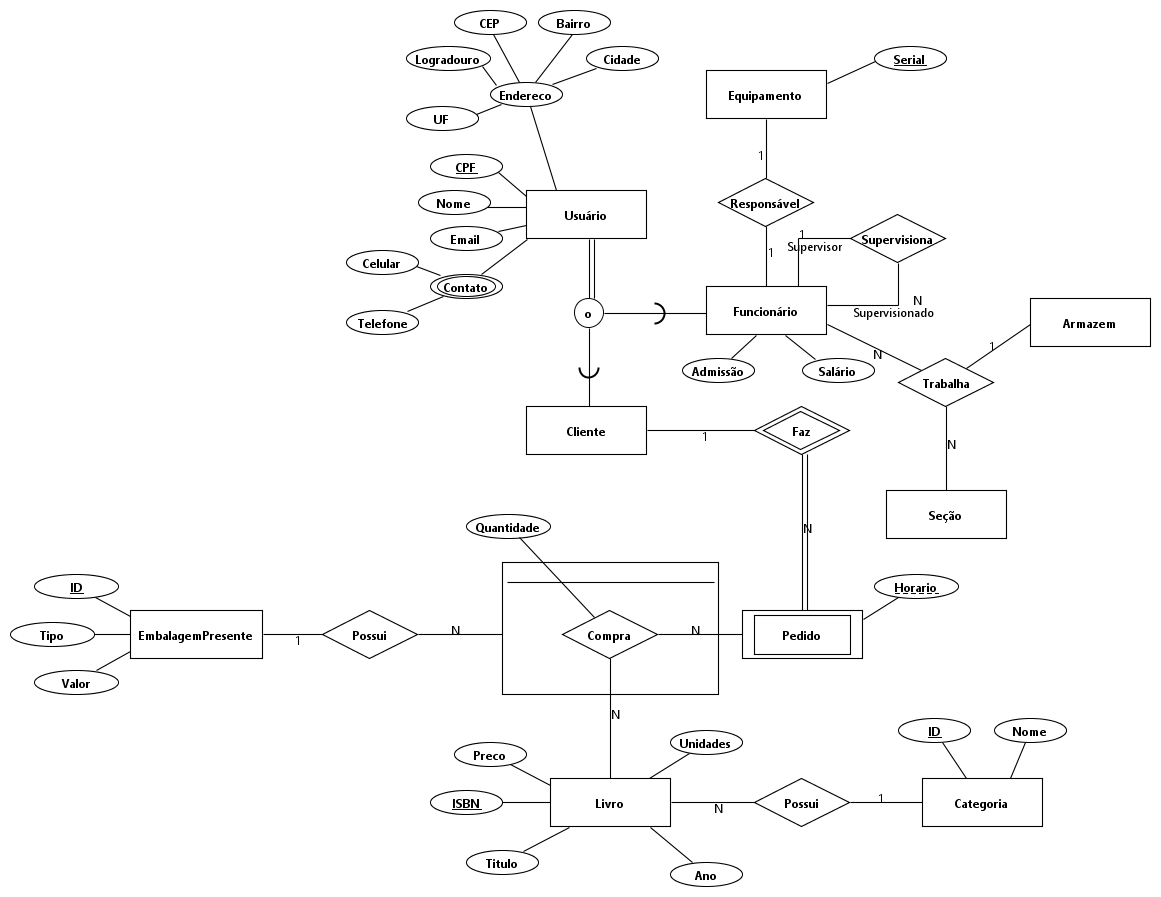 CEP
Bairro
Logradouro
Cidade
Serial
Endereco
Equipamento
UF
1
CPF
Nome
Responsável
Usuário
Email
1
Supervisor
Supervisiona
1
Celular
Contato
N
Supervisionado
o
Funcionário
Telefone
Armazem
1
N
Admissão
Salário
Trabalha
Cliente
1
Faz
N
Seção
Quantidade
N
ID
Horario
Tipo
EmbalagemPresente
1
Possui
N
Compra
N
Pedido
Valor
N
Preco
Unidades
ID
Nome
ISBN
Livro
N
Possui
1
Categoria
Titulo
Ano